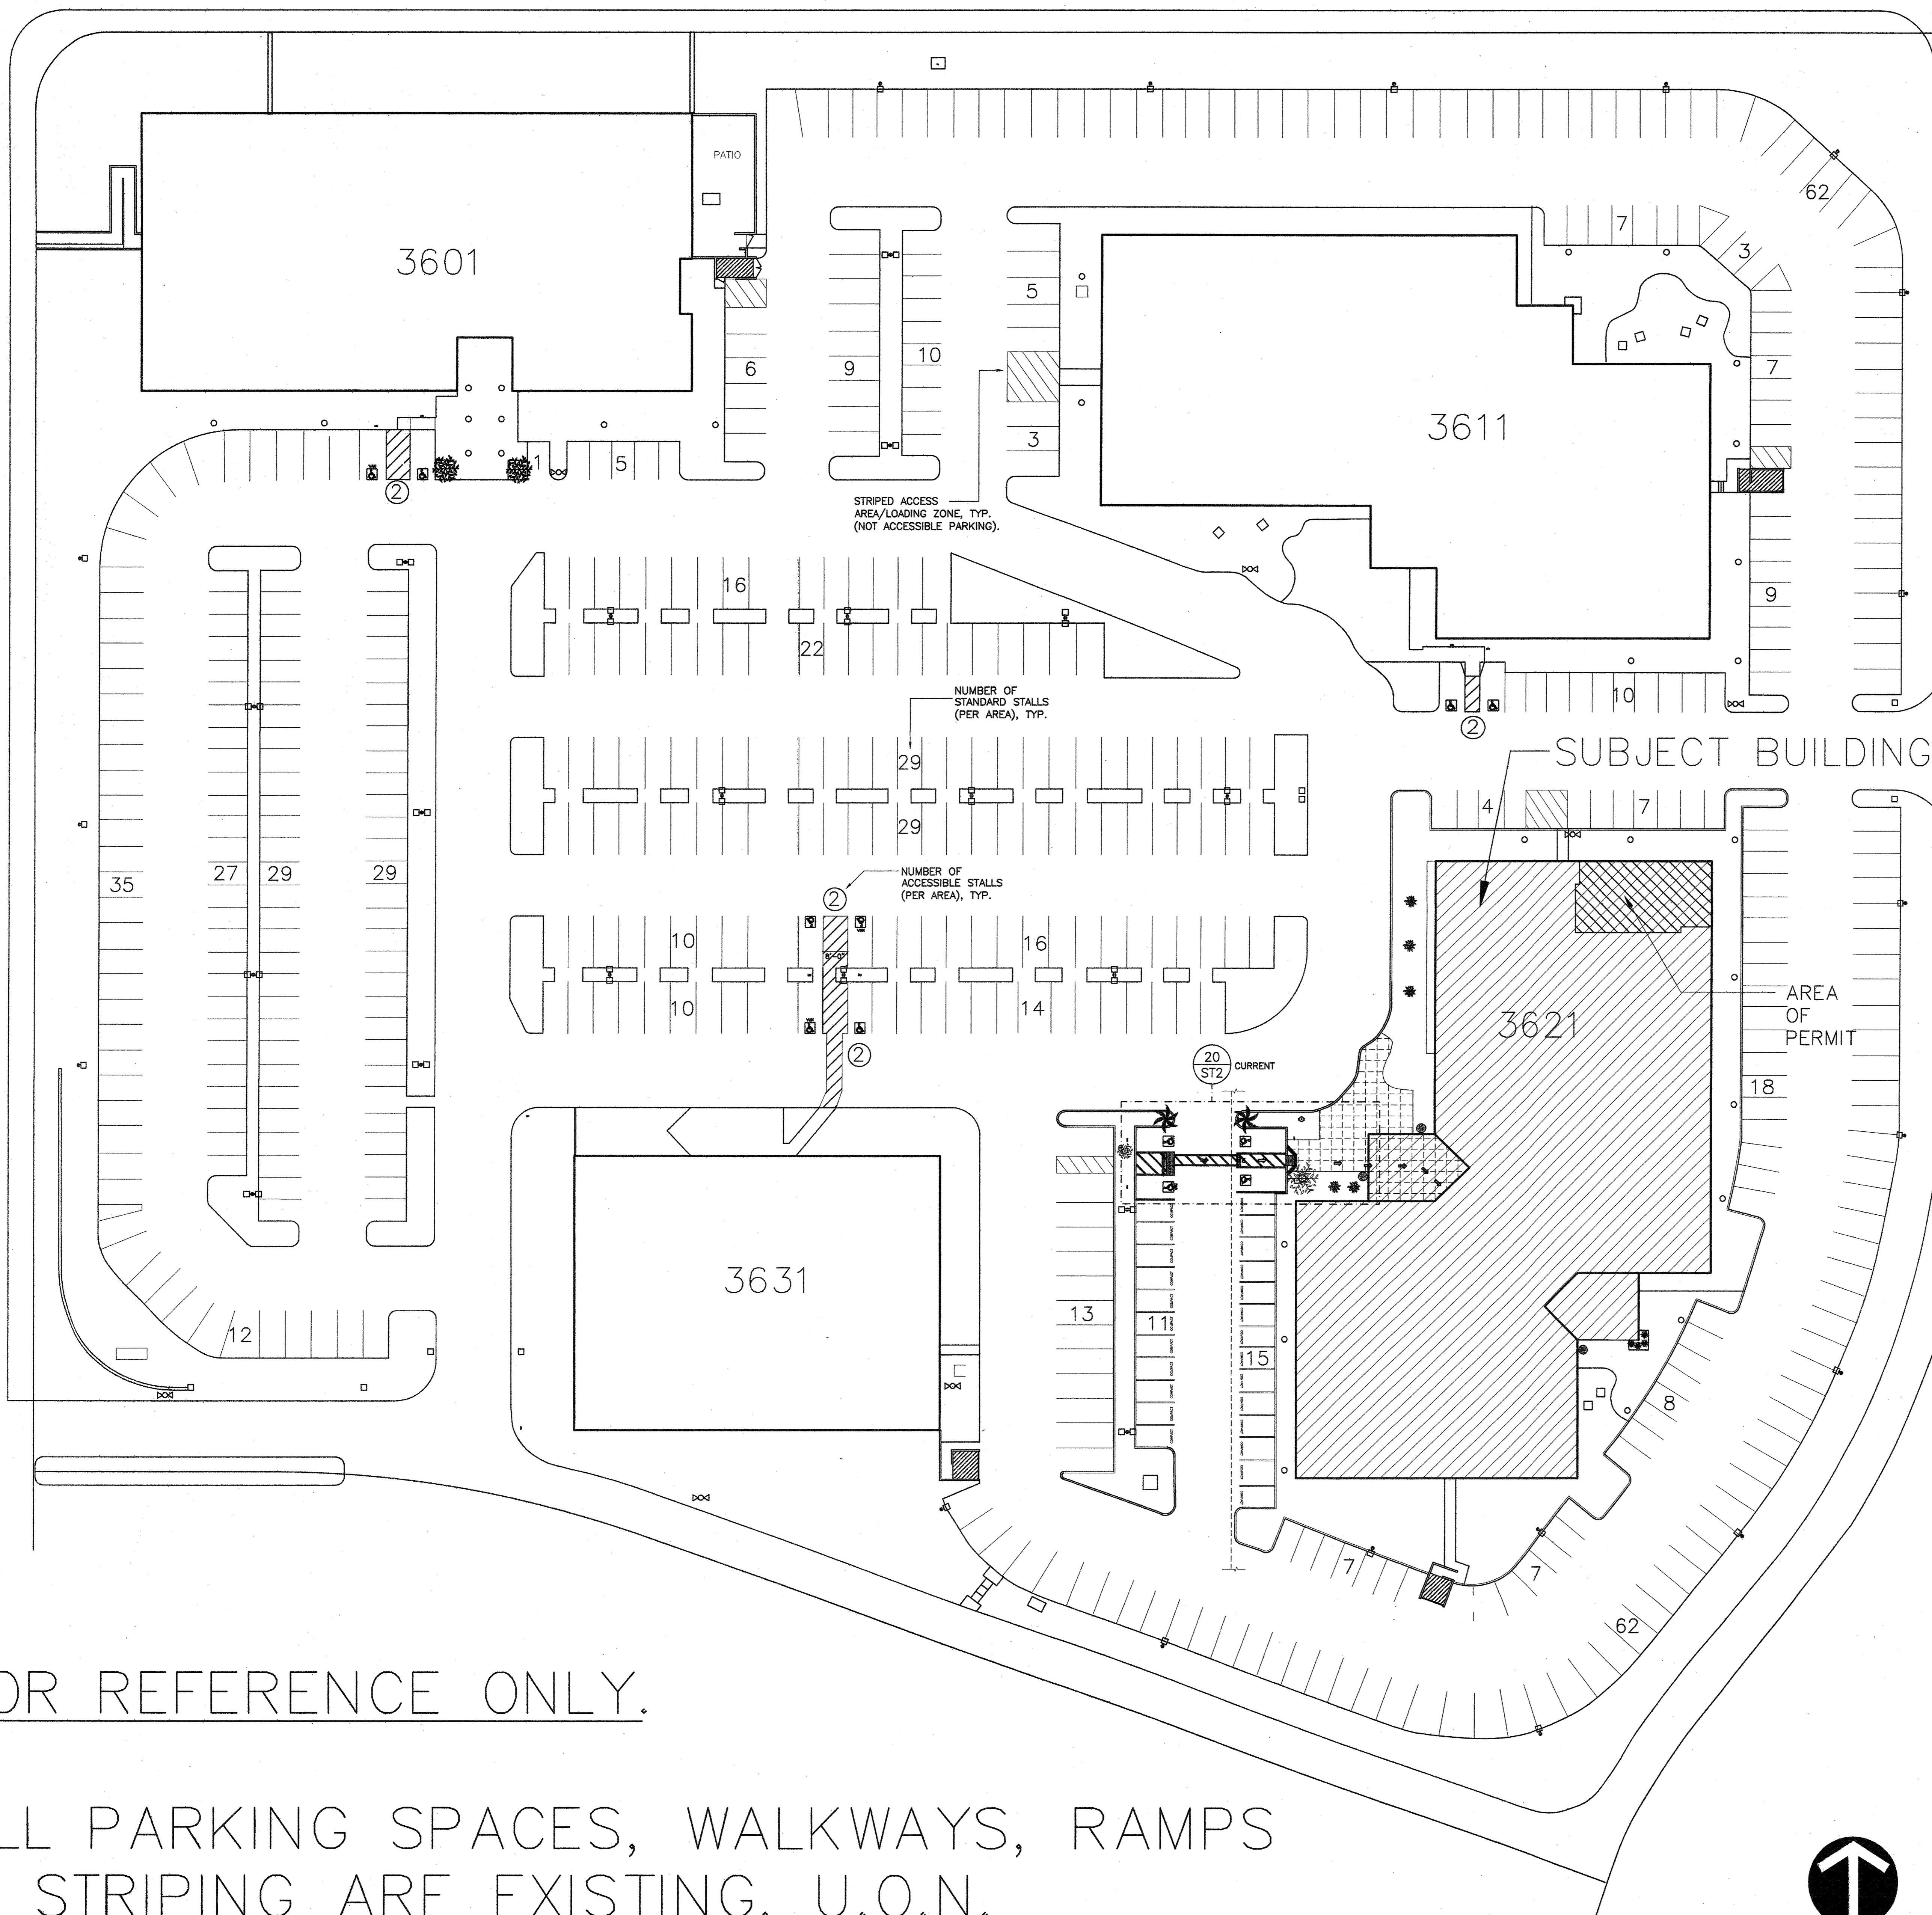 PATIO
62
7
3601
3
5
6
9
10
7
3
3611
1
5
2
STRIPED ACCESS
AREA/LOADING ZONE, TYP.
(NOT ACCESSIBLE PARKING).
16
9
22
NUMBER OF
STANDARD STALLS
(PER AREA), TYP.
10
2
29
SUBJECT BUILDING
4
7
29
35
27
29
29
NUMBER OF
ACCESSIBLE STALLS
(PER AREA), TYP.
2
10
16
8'-0"
10
14
3621
AREA
OF
PERMIT
2
20
ST2
CURRENT
18
3631
13
11
15
12
8
7
7
62
OR REFERENCE ONLY.
LL PARKING SPACES, WALKWAYS, RAMPS
STRIPING ARE EXISTING, U.O.N.